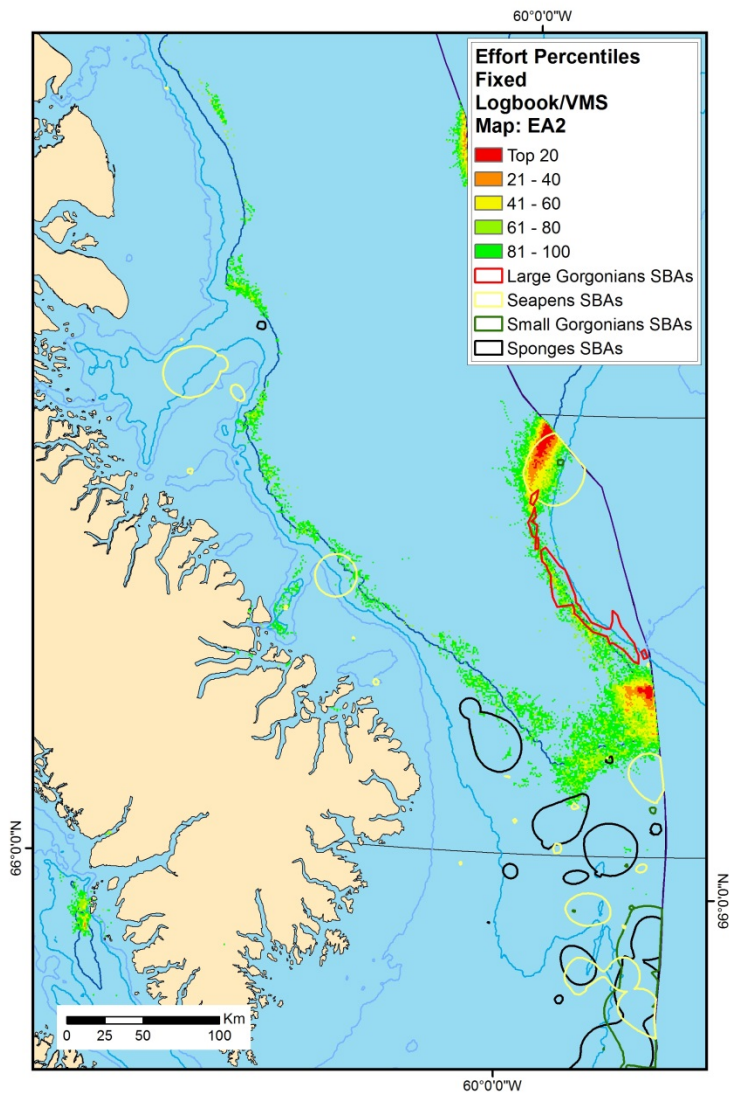 60°0'0"W
Effort Percentiles
Fixed
Logbook/VMS
Map: EA2
Top 20
21 - 40
41 - 60
61 - 80
81 - 100
Large Gorgonians SBAs
Seapens SBAs
Small Gorgonians SBAs
Sponges SBAs
66°0'0"N
66°0'0"N
Km
0 25 50 100
60°0'0"W